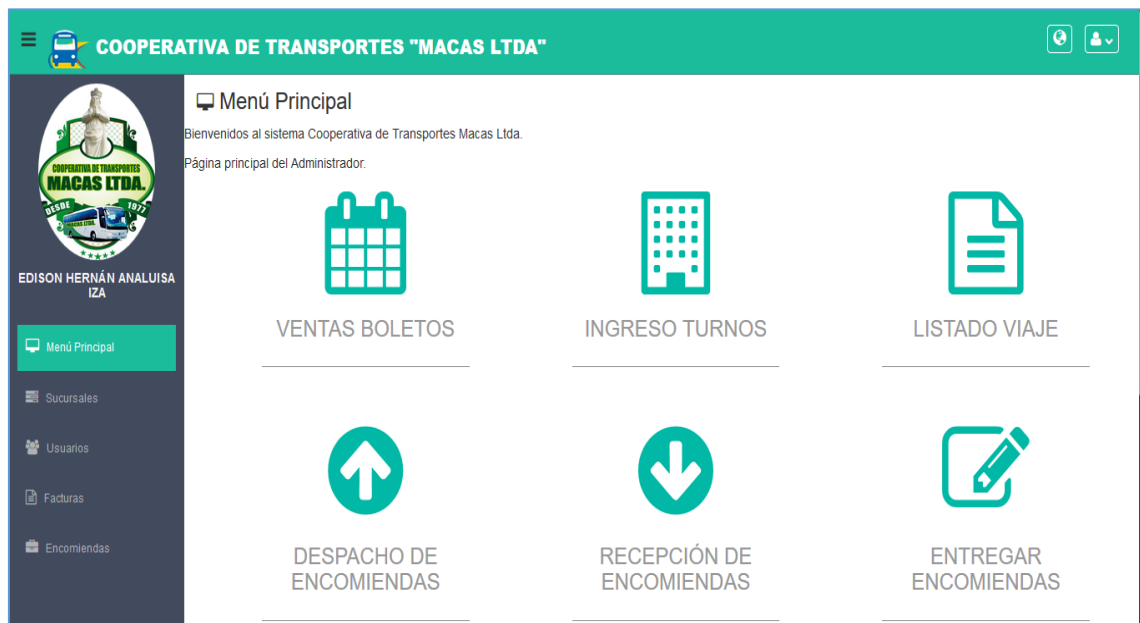 COOPERATIVA DE TRANSPORTES "MACAS LTDA"
COOPERATIVA DE TRANSPORTES
MACAS LTDA.
DESDE 1977
MACAS LTDA.
EDISON HERNÁN ANALUISA
IZA
Menú Principal
Sucursales
Usuarios
Facturas
Encomiendas
Menú Principal
Bienvenidos al sistema Cooperativa de Transportes Macas Ltda.
Página principal del Administrador.
VENTAS BOLETOS
INGRESO TURNOS
LISTADO VIAJE
DESPACHO DE
ENCOMIENDAS
RECEPCIÓN DE
ENCOMIENDAS
ENTREGAR
ENCOMIENDAS